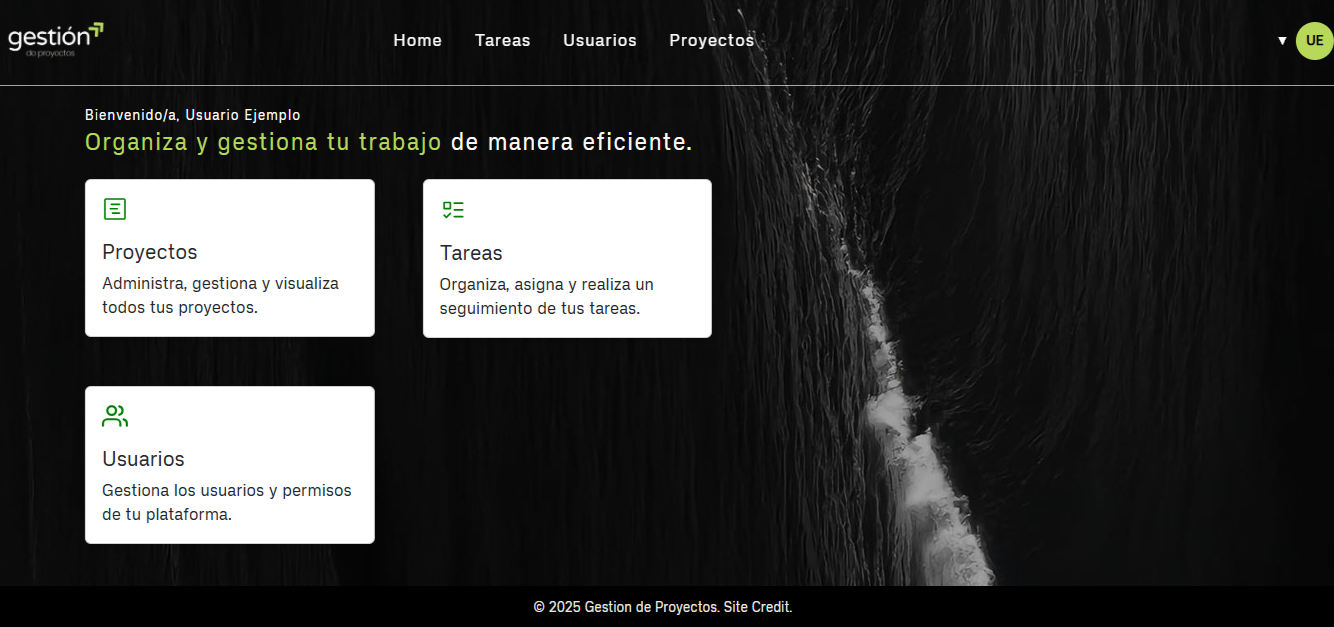 gestión
do proyectos
Home Tareas Usuarios Proyectos
▼ UE
Bienvenido/a, Usuario Ejemplo
Organiza y gestiona tu trabajo de manera eficiente.
Proyectos
Administra, gestiona y visualiza
todos tus proyectos.
Tareas
Organiza, asigna y realiza un
seguimiento de tus tareas.
Usuarios
Gestiona los usuarios y permisos
de tu plataforma.
© 2025 Gestion de Proyectos. Site Credit.